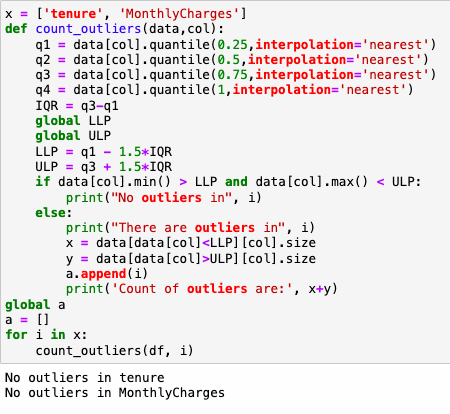 x = ['tenure', 'MonthlyCharges']
def count_outliers(data,col):
    q1 = data[col].quantile(0.25,interpolation='nearest')
    q2 = data[col].quantile(0.5,interpolation='nearest')
    q3 = data[col].quantile(0.75,interpolation='nearest')
    q4 = data[col].quantile(1,interpolation='nearest')
    IQR = q3-q1
    global LLP
    global ULP
    LLP = q1 - 1.5*IQR
    ULP = q3 + 1.5*IQR
    if data[col].min() > LLP and data[col].max() < ULP:
        print("No outliers in", i)
    else:
        print("There are outliers in", i)
        x = data[data[col]<LLP][col].size
        y = data[data[col]>ULP][col].size
        a.append(i)
        print('Count of outliers are:', x+y)
global a
a = []
for i in x:
    count_outliers(df, i)
No outliers in tenure
No outliers in MonthlyCharges